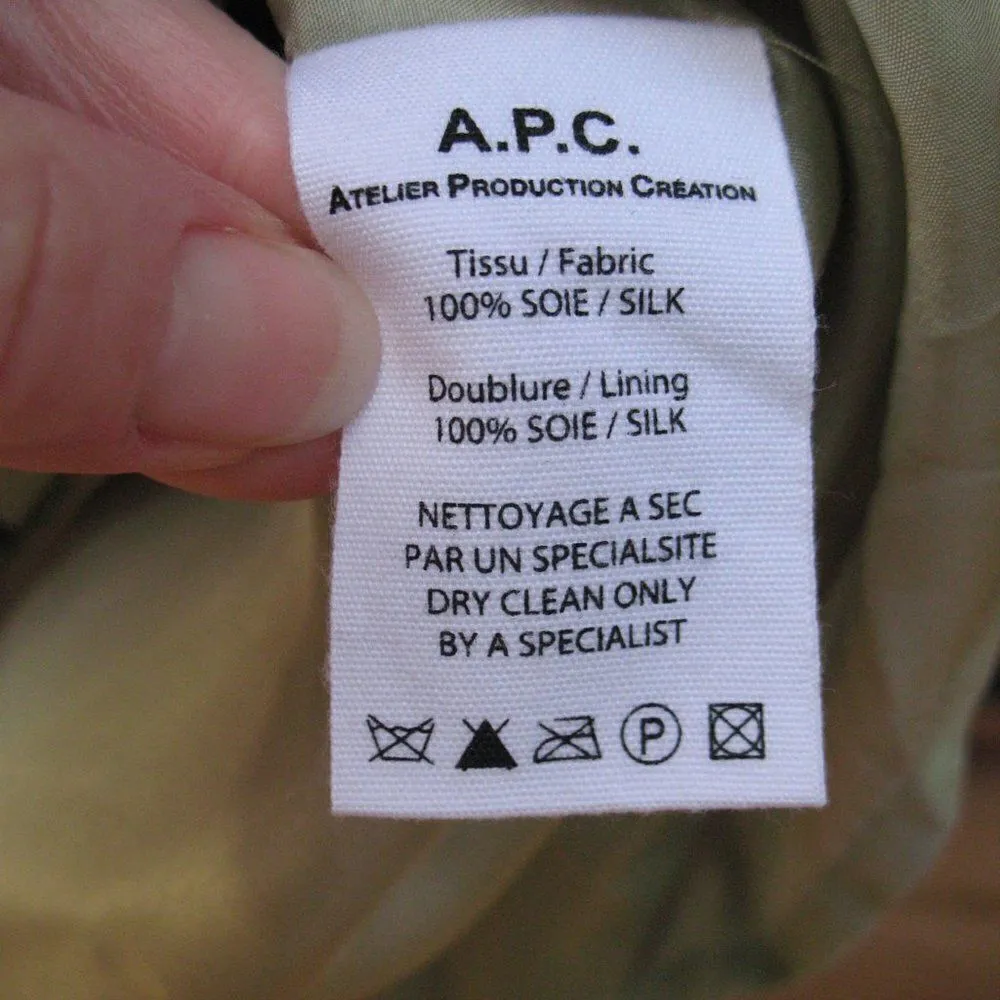 A.P.C.
ATELIER PRODUCTION CRÉATION
Tissu / Fabric
100% SOIE / SILK
Doublure / Lining
100% SOIE / SILK
NETTOYAGE A SEC
PAR UN SPECIALSITE
DRY CLEAN ONLY
BY A SPECIALIST
P